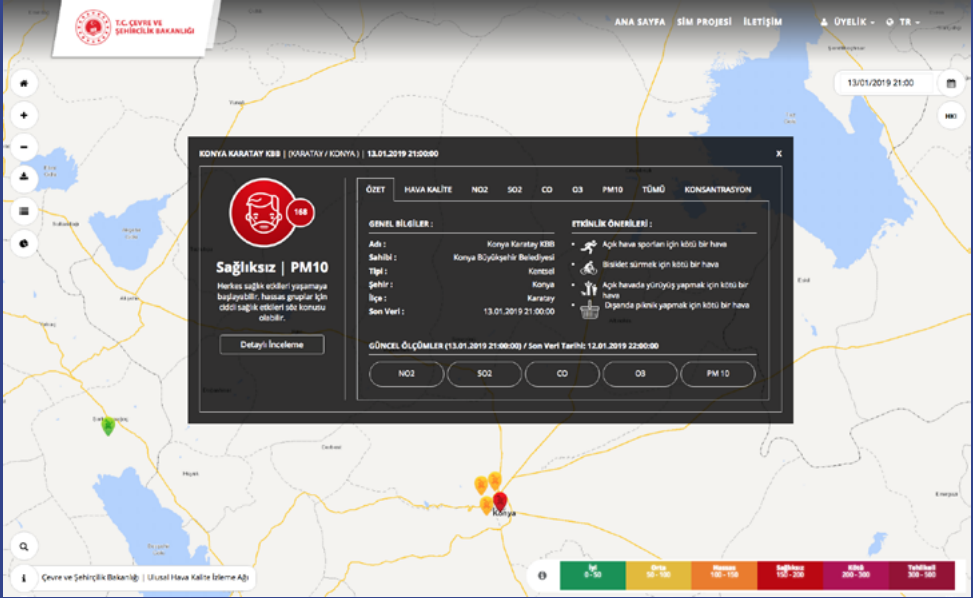 T.C. ÇEVRE VE
ŞEHİRCİLİK BAKANLIĞI
ANA SAYFA SİM PROJESİ İLETİŞİM ÜYELİK TR
13/01/2019 21:00
HKI
KONYA KARATAY KBB | (KARATAY / KONYA ) | 13.01.2019 21:00:00 X
168
Sağlıksız | PM10
Herkes sağlık etkileri yaşamaya
başlayabilir, hassas gruplar için
ciddi sağlık etkileri söz konusu
olabilir.
Detaylı İnceleme
ÖZET HAVA KALİTE NO2 SO2 CO O3 PM10 TÜMÜ KONSANTRASYON
GENEL BİLGİLER :
Adı : Konya Karatay KBB
Sahibi : Konya Büyükşehir Belediyesi
Tipi : Kentsel
Şehir : Konya
İlçe : Karatay
Son Veri : 13.01.2019 21:00:00
ETKİNLİK ÖNERİLERİ :
Açık hava sporları için kötü bir hava
Bisiklet sürmek için kötü bir hava
Açık havada yürüyüş yapmak için kötü bir
hava
Dışarıda piknik yapmak için kötü bir hava
GÜNCEL ÖLÇÜMLER (13.01.2019 21:00:00) / Son Veri Tarihi: 12.01.2019 22:00:00
NO2 SO2 CO O3 PM 10
Konya
Çevre ve Şehirçilik Bakanlığı | Ulusal Hava Kalite İzleme Ağı
İyi
0 - 50
Orta
50 - 100
Hassas
100 - 150
Sağlıksız
150 - 200
Kötü
200 - 300
Tehlikeli
300 - 500